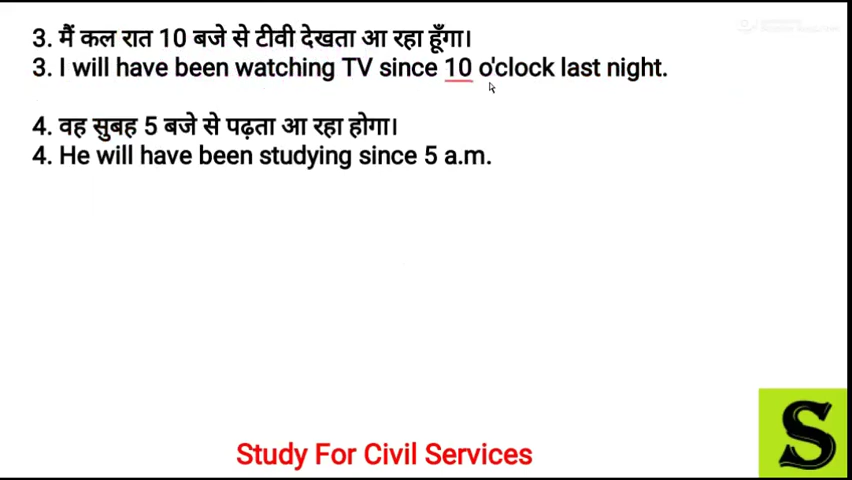 3. मैं कल रात 10 बजे से टीवी देखता आ रहा हूँगा।
3. I will have been watching TV since 10 o'clock last night.
4. वह सुबह 5 बजे से पढ़ता आ रहा होगा।
4. He will have been studying since 5 a.m.
S
Study For Civil Services